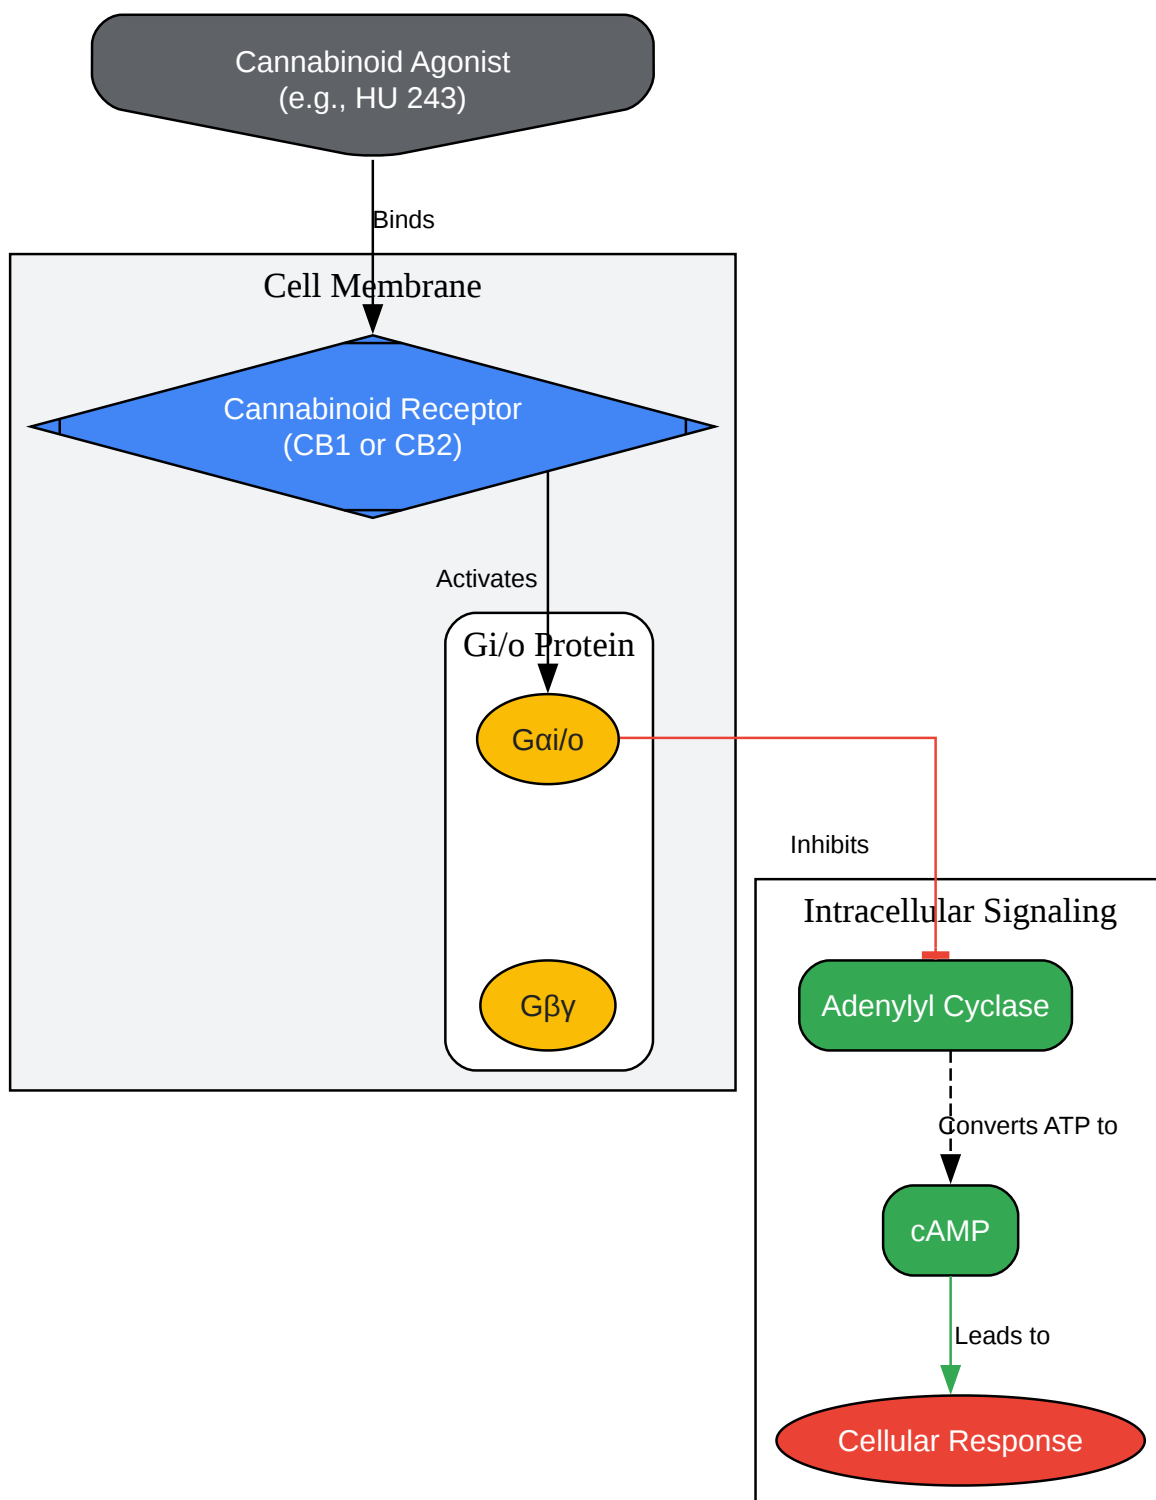 Cannabinoid Agonist
(e.g., HU 243)
Binds
Cell Membrane
Cannabinoid Receptor
(CB1 or CB2)
Activates
Gi/o Protein
Gαi/o
Inhibits
Intracellular Signaling
Gβγ
Adenylyl Cyclase
Converts ATP to
cAMP
Leads to
Cellular Response